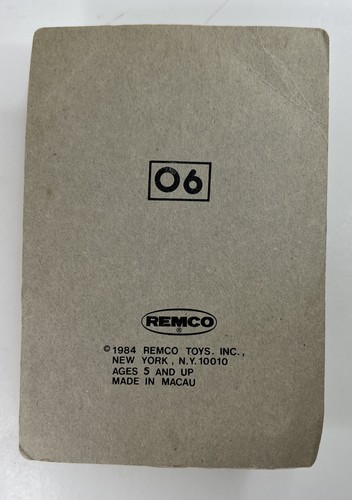 06
REMCO
®
© 1984 REMCO TOYS. INC.,
NEW YORK, N.Y. 10010
AGES 5 AND UP
MADE IN MACAU